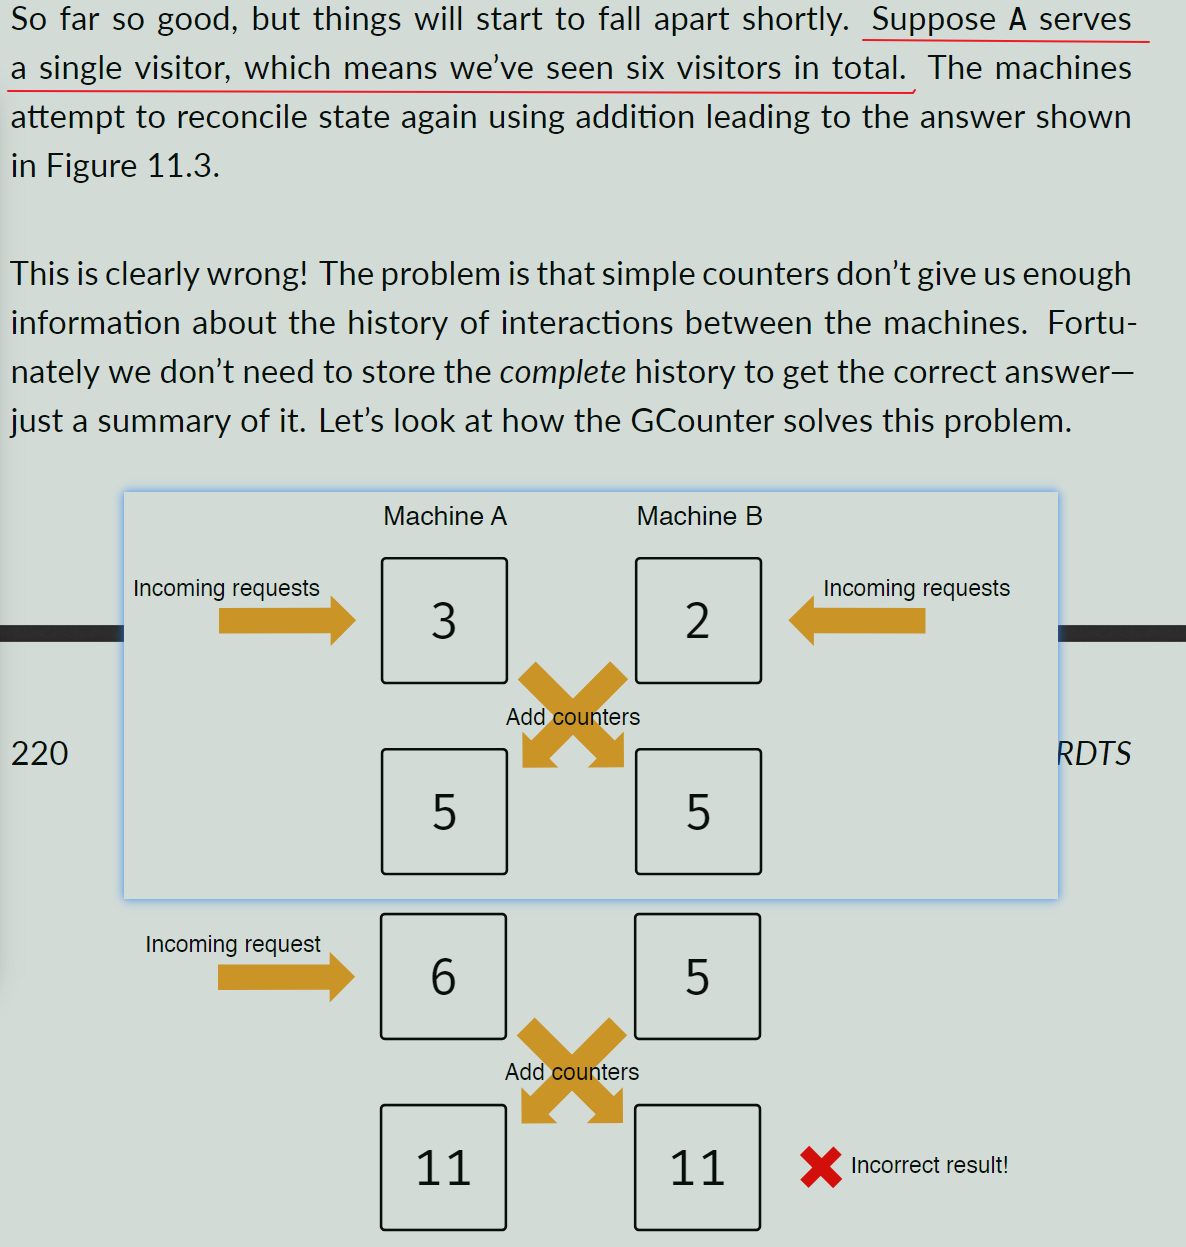 So far so good, but things will start to fall apart shortly. Suppose A serves
a single visitor, which means we’ve seen six visitors in total. The machines
attempt to reconcile state again using addition leading to the answer shown
in Figure 11.3.
This is clearly wrong! The problem is that simple counters don’t give us enough
information about the history of interactions between the machines. Fortu-
nately we don’t need to store the complete history to get the correct answer—
just a summary of it. Let’s look at how the GCounter solves this problem.
Machine A
Machine B
Incoming requests
3
2
Incoming requests
Add counters
220
RDTS
5
5
Incoming request
6
5
Add counters
11
11
Incorrect result!